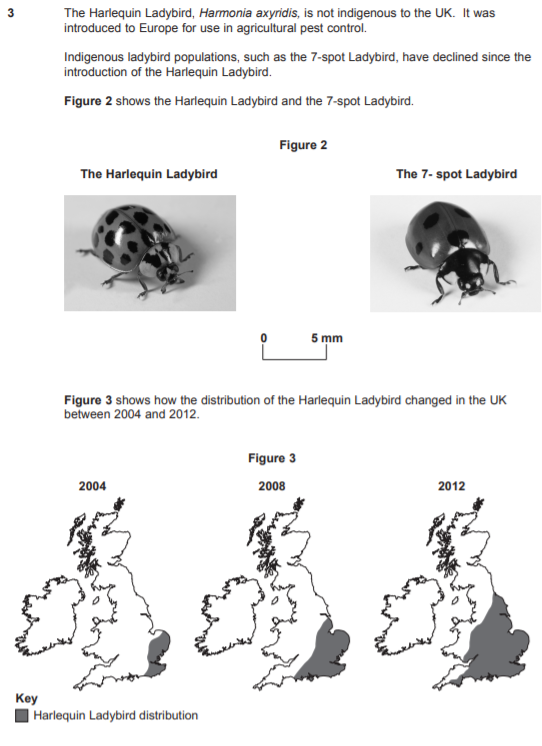 3 The Harlequin Ladybird, Harmonia axyridis, is not indigenous to the UK. It was
introduced to Europe for use in agricultural pest control.
Indigenous ladybird populations, such as the 7-spot Ladybird, have declined since the
introduction of the Harlequin Ladybird.
Figure 2 shows the Harlequin Ladybird and the 7-spot Ladybird.
Figure 2
The Harlequin Ladybird The 7- spot Ladybird
0 5 mm
Figure 3 shows how the distribution of the Harlequin Ladybird changed in the UK
between 2004 and 2012.
Figure 3
2004 2008 2012
Key
Harlequin Ladybird distribution